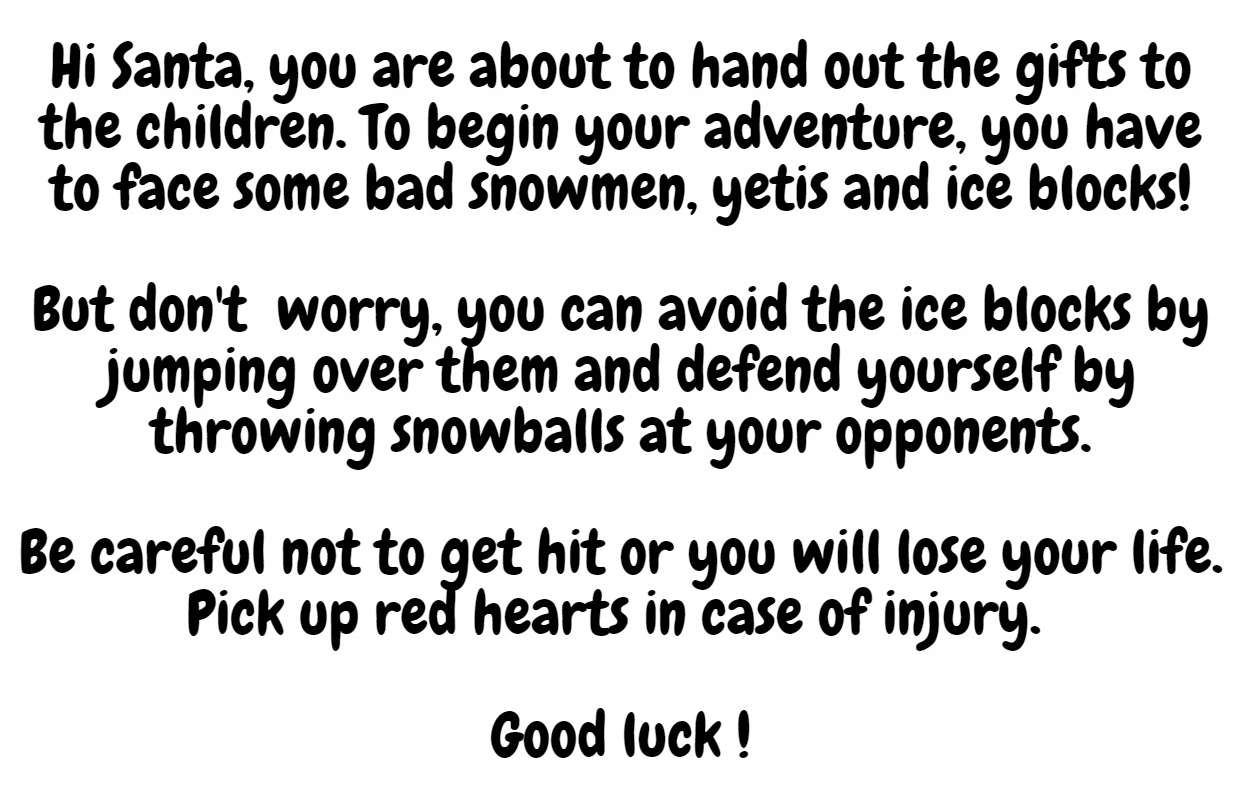 Hi Santa, you are about to hand out the gifts to
the children. To begin your adventure, you have
to face some bad snowmen, yetis and ice blocks!
But don't  worry, you can avoid the ice blocks by
jumping over them and defend yourself by
throwing snowballs at your opponents.
Be careful not to get hit or you will lose your life.
Pick up red hearts in case of injury.
Good luck !